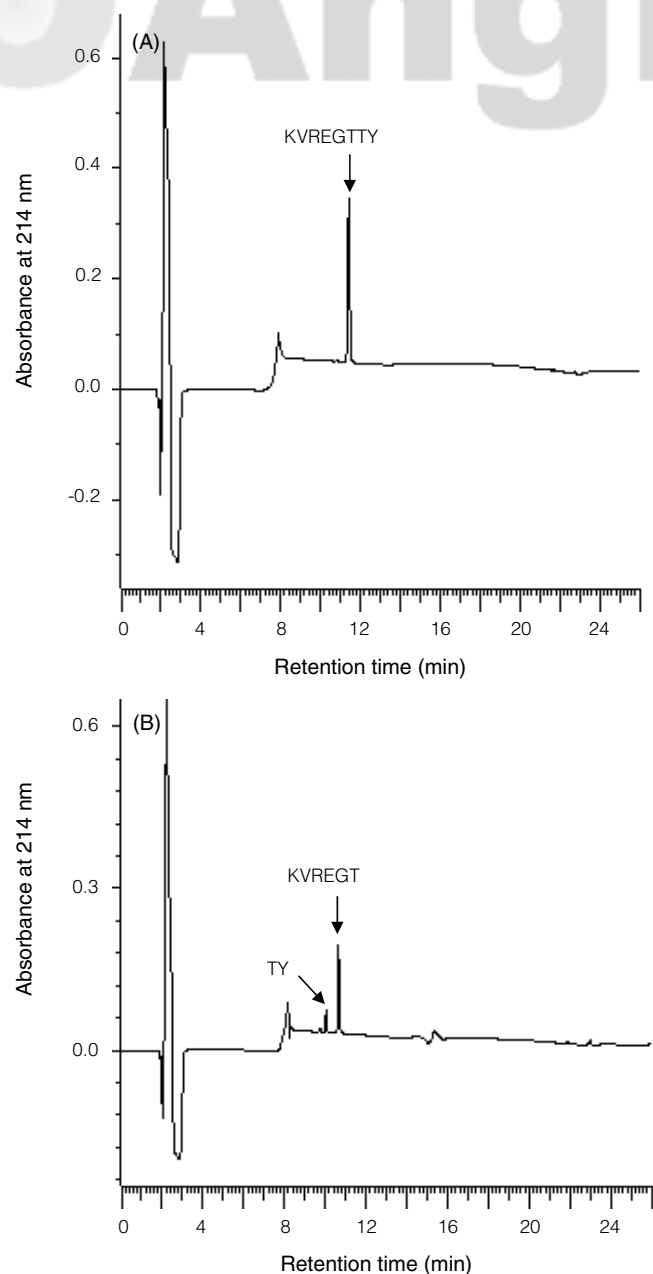 Angl
(A)
0.6
KVREGTTY
0.4
0.2
0.0
-0.2
Absorbance at 214 nm
0 4 8 12 16 20 24
Retention time (min)
(B)
0.6
KVREGT
0.3
TY
0.0
Absorbance at 214 nm
0 4 8 12 16 20 24
Retention time (min)